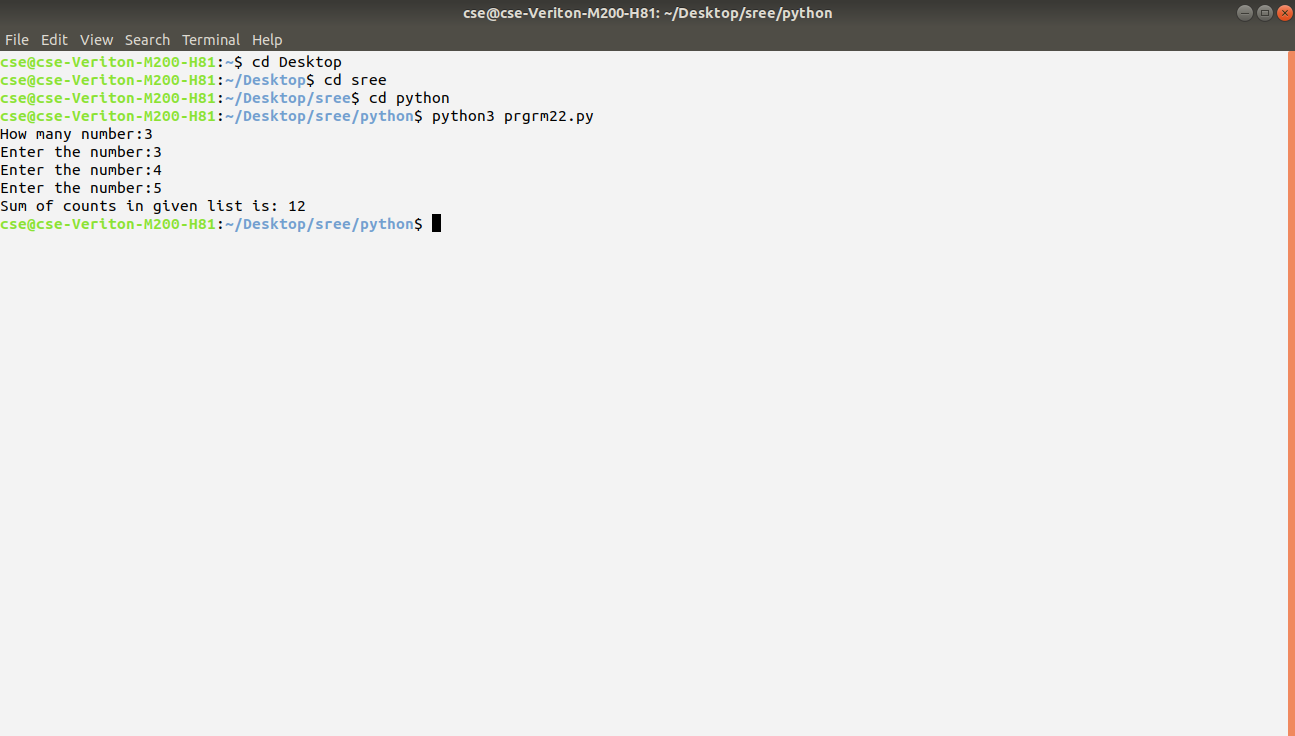 cse@cse-Veriton-M200-H81: ~/Desktop/sree/python
File Edit View Search Terminal Help
cse@cse-Veriton-M200-H81:~$ cd Desktop
cse@cse-Veriton-M200-H81:~/Desktop$ cd sree
cse@cse-Veriton-M200-H81:~/Desktop/sree$ cd python
cse@cse-Veriton-M200-H81:~/Desktop/sree/python$ python3 prgrm22.py
How many number:3
Enter the number:3
Enter the number:4
Enter the number:5
Sum of counts in given list is: 12
cse@cse-Veriton-M200-H81:~/Desktop/sree/python$